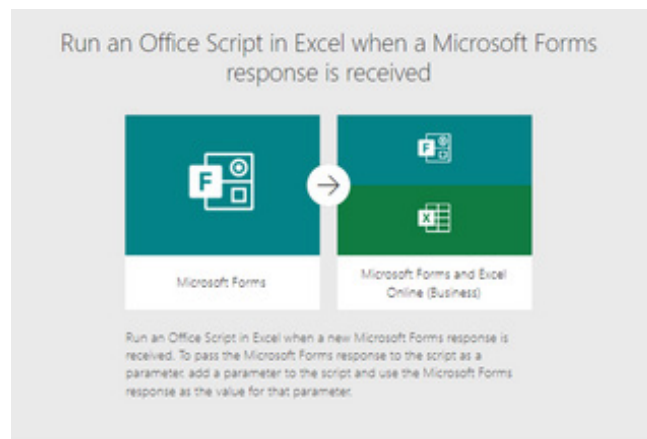 Run an Office Script in Excel when a Microsoft Forms
response is received
F
F
X
Microsoft Forms
Microsoft Forms and Excel
Online (Business)
Run an Office Script in Excel when a new Microsoft Forms response is
received. To pass the Microsoft Forms response to the script as a
parameter, add a parameter to the script and use the Microsoft Forms
response as the value for that parameter.